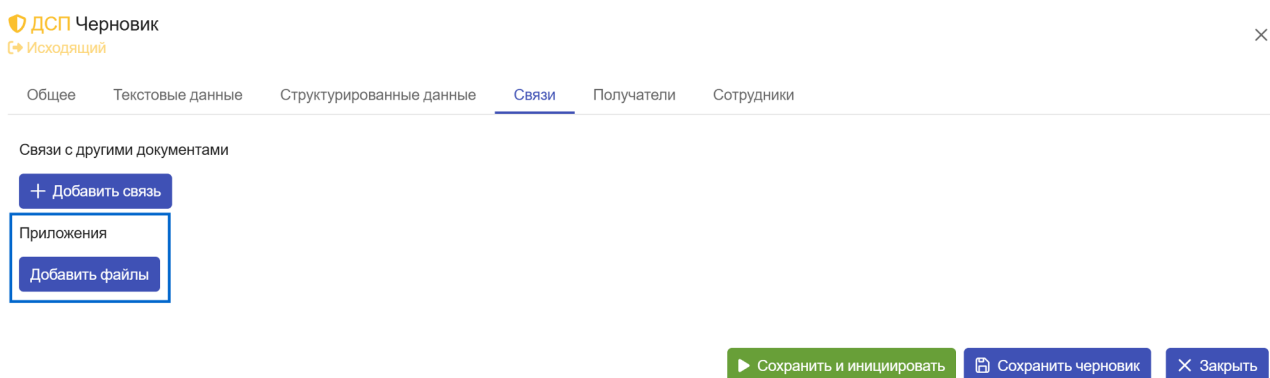 ДСП Черновик
Исходящий
Общее Текстовые данные Структурированные данные Связи Получатели Сотрудники
Связи с другими документами
Добавить связь
Приложения
Добавить файлы
Сохранить и инициировать Сохранить черновик Закрыть